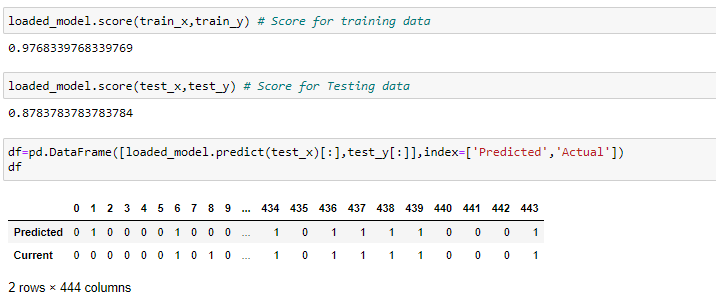 loaded_model.score(train_x,train_y) # Score for training data
0.9768339768339769
loaded_model.score(test_x,test_y) # Score for Testing data
0.8783783783783784
df=pd.DataFrame([loaded_model.predict(test_x)[:],test_y[:]],index=['Predicted','Actual'])
df
0 1 2 3 4 5 6 7 8 9 ... 434 435 436 437 438 439 440 441 442 443
Predicted 0 1 0 0 0 0 1 0 0 0 ... 1 0 1 1 1 1 0 0 0 1
Current 0 0 0 0 0 0 1 0 1 0 ... 1 0 1 1 1 1 0 0 0 1
2 rows × 444 columns